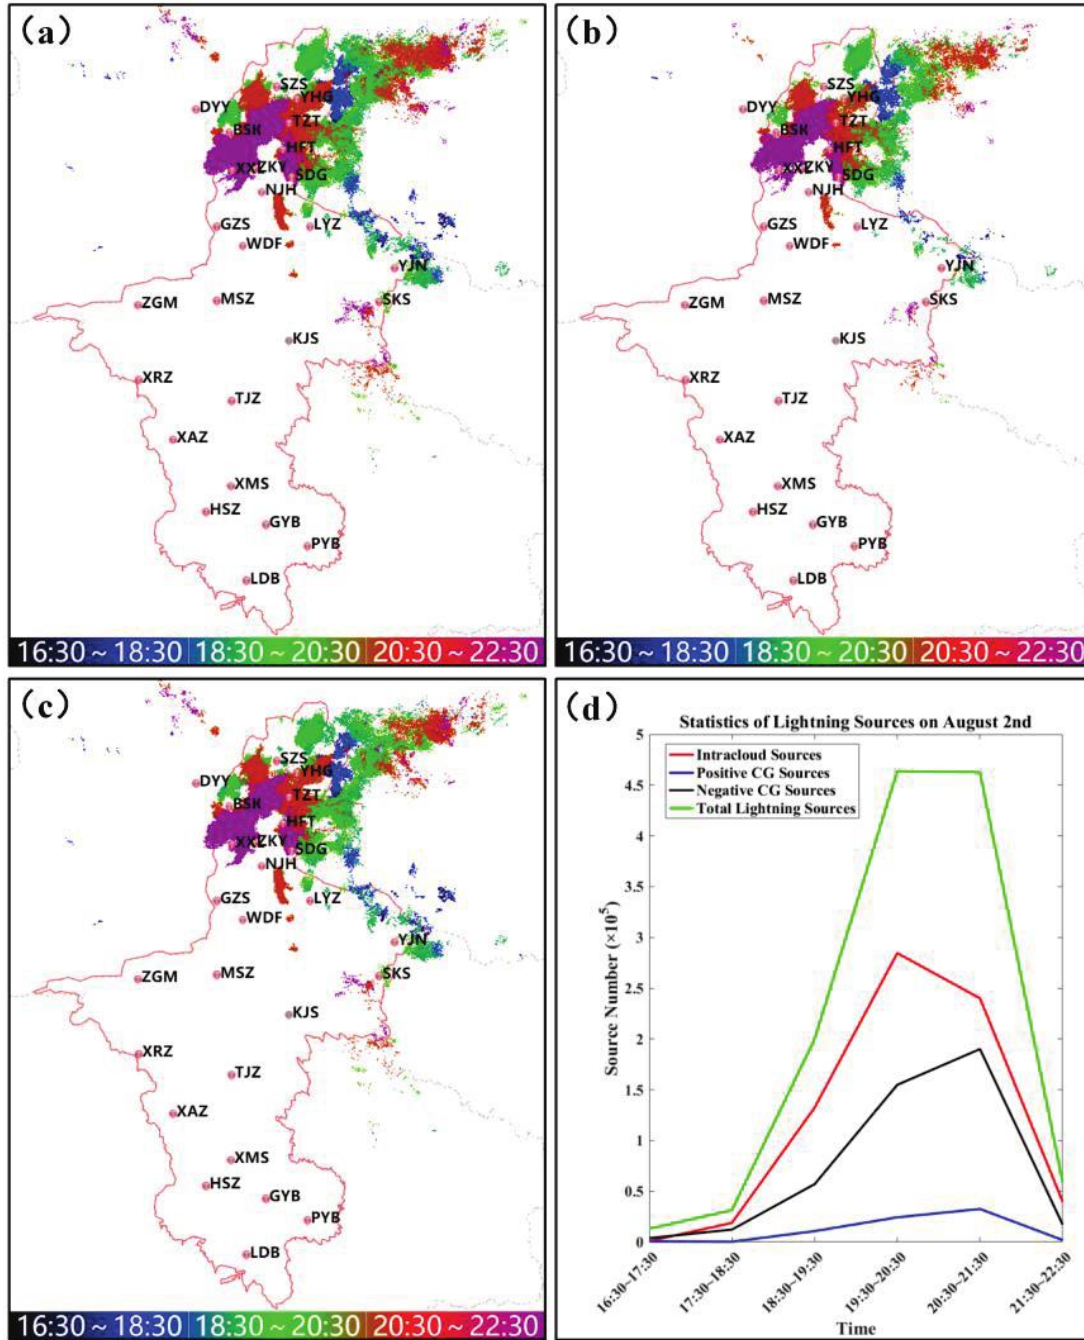 (a)
SZS
YHG
DYY
TZT
BSK
HFT
XXL
ZKY
SDG
NJH
GZS
LYZ
WDF
YJN
ZGM
MSZ
SKS
KJS
XRZ
TJZ
XAZ
XMS
HSZ
GYB
PYB
LDB
16:30 ~ 18:30 18:30 ~ 20:30 20:30 ~ 22:30
(b)
SZS
YHG
DYY
TZT
BSK
HFT
XXL
ZKY
SDG
NJH
GZS
LYZ
WDF
YJN
ZGM
MSZ
SKS
KJS
XRZ
TJZ
XAZ
XMS
HSZ
GYB
PYB
LDB
16:30 ~ 18:30 18:30 ~ 20:30 20:30 ~ 22:30
(c)
SZS
YHG
DYY
TZT
BSK
HFT
XXL
ZKY
SDG
NJH
GZS
LYZ
WDF
YJN
ZGM
MSZ
SKS
KJS
XRZ
TJZ
XAZ
XMS
HSZ
GYB
PYB
LDB
16:30 ~ 18:30 18:30 ~ 20:30 20:30 ~ 22:30
(d)
Statistics of Lightning Sources on August 2nd
Intracloud Sources
Positive CG Sources
Negative CG Sources
Total Lightning Sources
5
4.5
4
3.5
3
2.5
2
1.5
1
0.5
0
Source Number (×10⁵)
16:30~17:30
17:30~18:30
18:30~19:30
19:30~20:30
20:30~21:30
21:30~22:30
Time